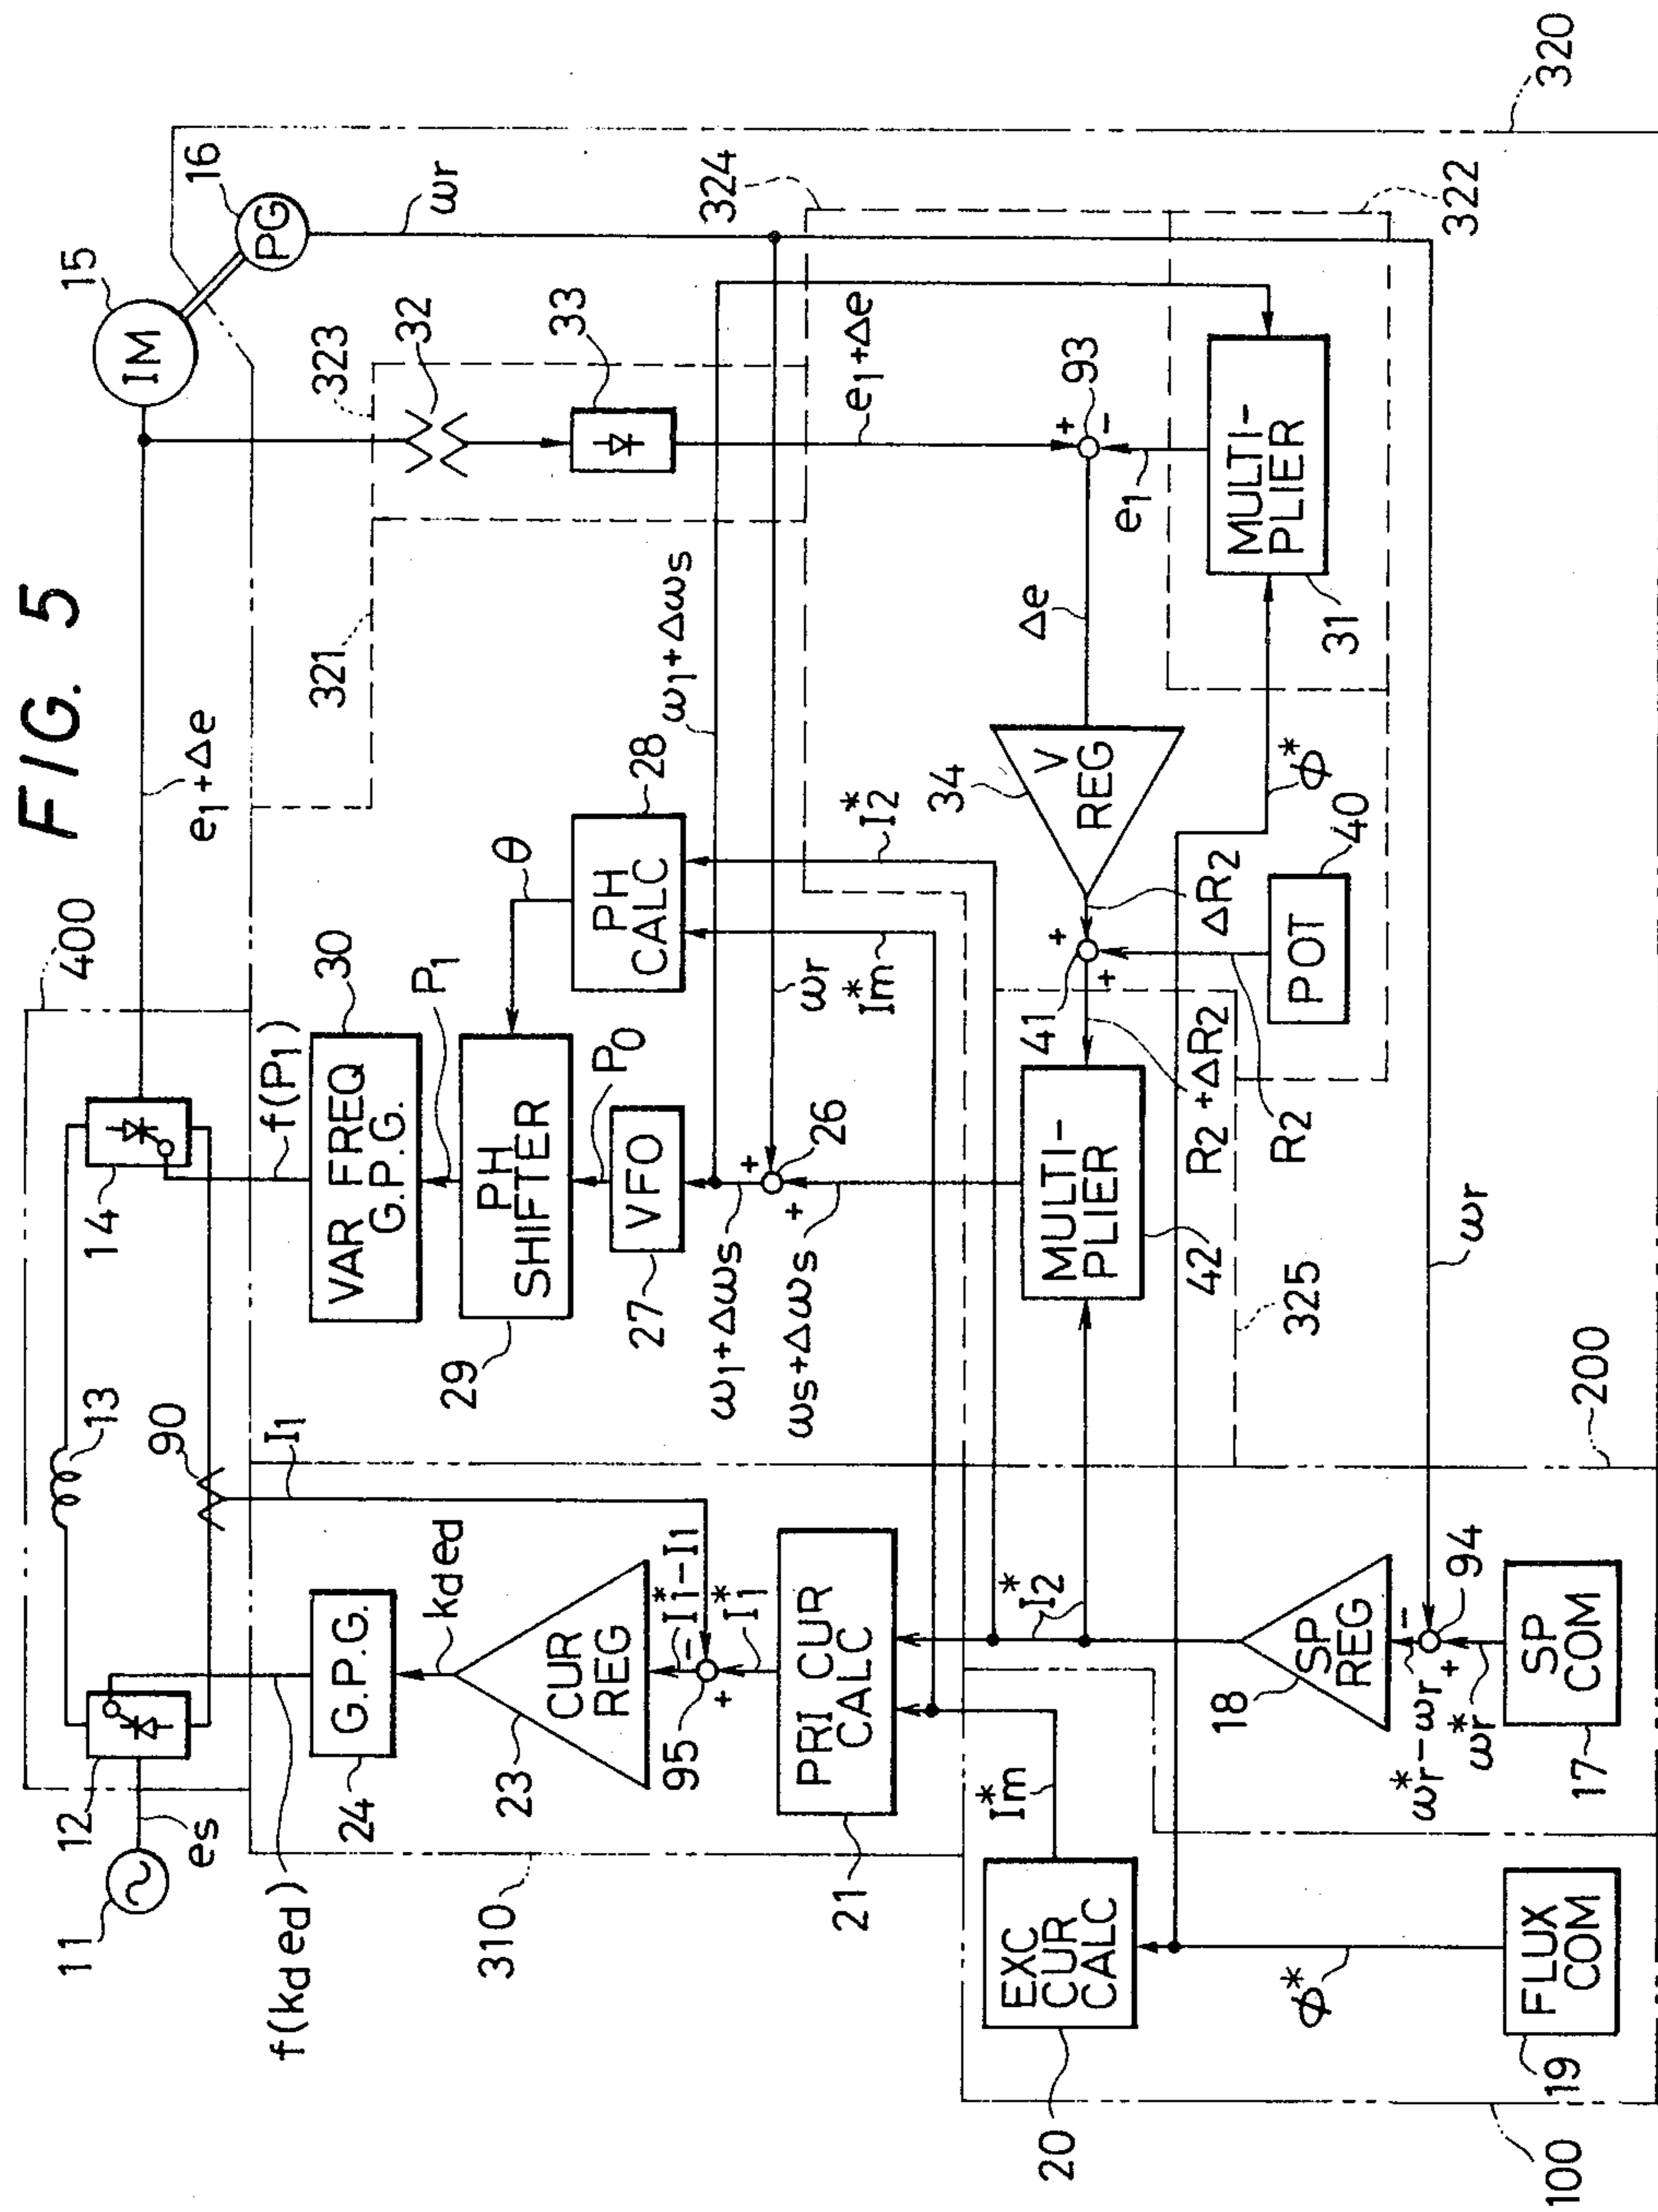 FIG. 5
400
13
90
12
14
15
IM
16
PG
11
es
e1+Δe
f(kded)
I1
f(P1)
323
321
32
33
ωr
24
G.P.G.
30
VAR FREQ
G.P.G.
kded
P1
23
CUR
REG
29
PH
SHIFTER
θ
28
PH
CALC
310
I1*-I1
95
+
-
I1*
P0
27
VFO
ω1+Δωs
ω1+Δωs
26
+
+
ωs+Δωs
ωr
Im*
I2*
e1+Δe
324
21
PRI CUR
CALC
20
EXC
CUR
CALC
Im*
I2*
42
MULTI-
PLIER
41
+
+
R2+ΔR2
ΔR2
R2
34
V
REG
Δe
93
+
-
e1
31
MULTI-
PLIER
322
325
40
POT
φ*
18
SP
REG
ωr*-ωr
94
+
-
ωr*
ωr
17
SP
COM
φ*
19
FLUX
COM
100
200
320